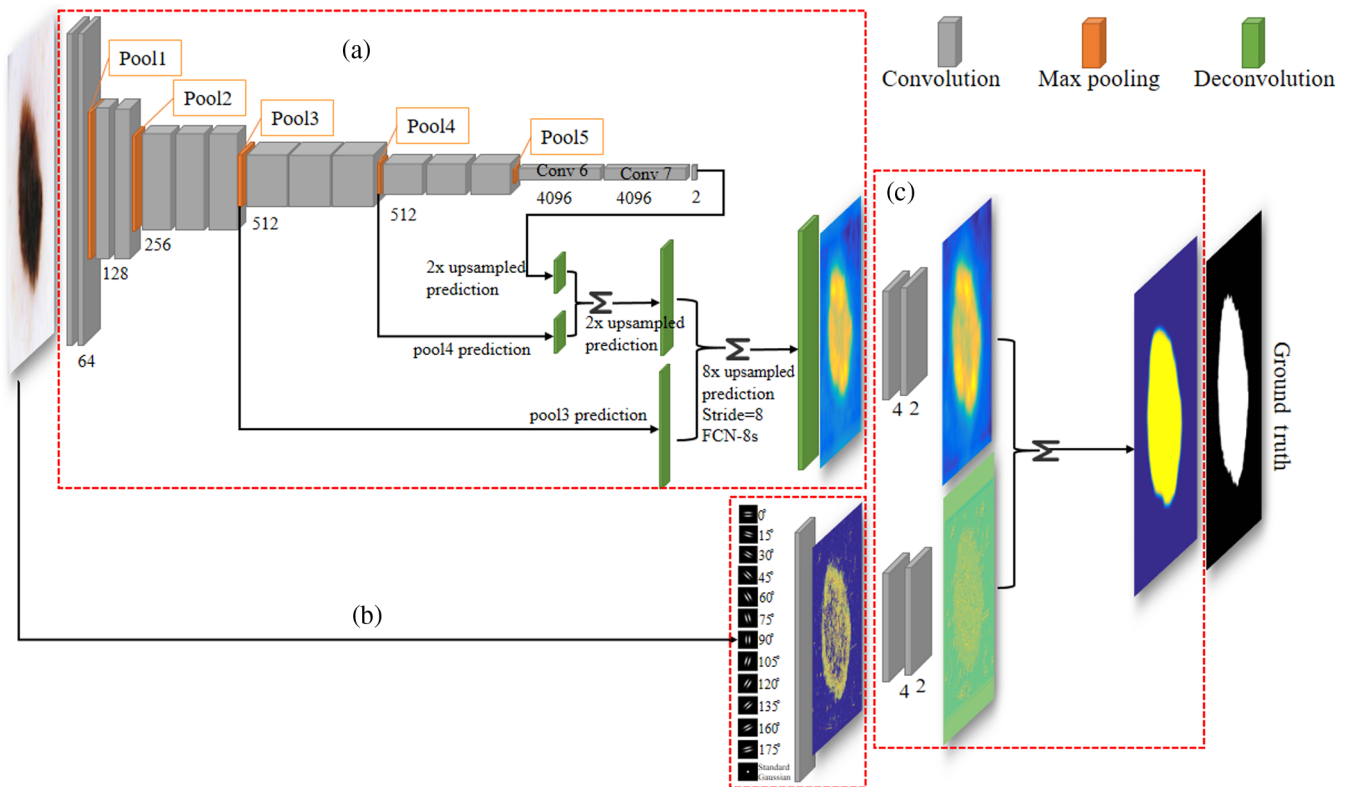 (a)
Pool1
Pool2
Pool3
Pool4
Pool5
Conv 6
Conv 7
64
128
256
512
512
4096
4096
2
2x upsampled
prediction
pool4 prediction
Σ
2x upsampled
prediction
pool3 prediction
Σ
8x upsampled
prediction
Stride=8
FCN-8s
Convolution
Max pooling
Deconvolution
(b)
0°
15°
30°
45°
60°
75°
90°
105°
120°
135°
160°
175°
Standard
Gaussian
(c)
4 2
4 2
Σ
Ground truth